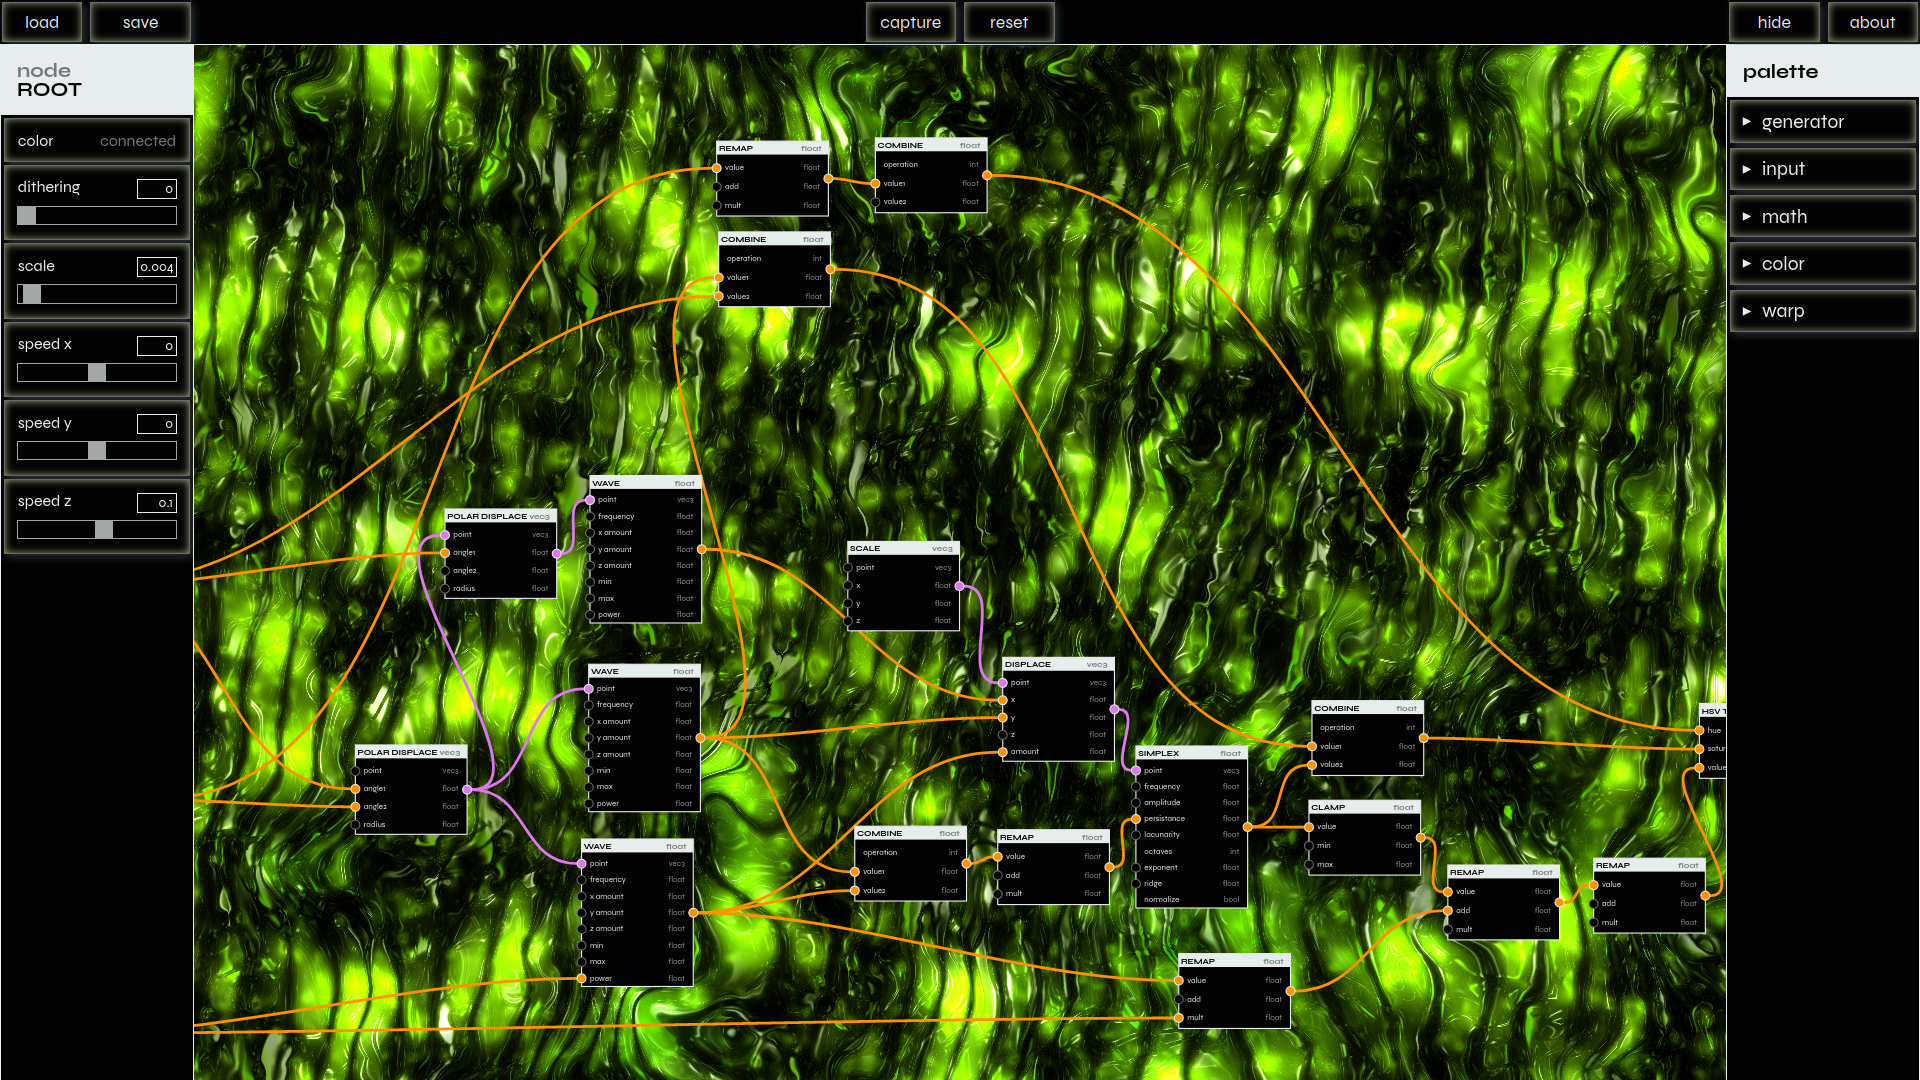 load
save
capture
reset
hide
about
node
ROOT
color connected
dithering 0
scale 0.004
speed x 0
speed y 0
speed z 0.1
palette
▸ generator
▸ input
▸ math
▸ color
▸ warp
REMAP float
value float
add float
mult float
COMBINE float
operation int
value1 float
value2 float
COMBINE float
operation int
value1 float
value2 float
WAVE float
point vec3
frequency float
x amount float
y amount float
z amount float
min float
max float
power float
POLAR DISPLACE vec3
point vec3
angle1 float
angle2 float
radius float
SCALE vec3
point vec3
x float
y float
z float
WAVE float
point vec3
frequency float
x amount float
y amount float
z amount float
min float
max float
power float
DISPLACE vec3
point vec3
x float
y float
z float
amount float
POLAR DISPLACE vec3
point vec3
angle1 float
angle2 float
radius float
SIMPLEX float
point vec3
frequency float
amplitude float
persistance float
lacunarity float
octaves int
exponent float
ridge float
normalize bool
COMBINE float
operation int
value1 float
value2 float
HSV T
hue
satur
value
CLAMP float
value float
min float
max float
WAVE float
point vec3
frequency float
x amount float
y amount float
z amount float
min float
max float
power float
COMBINE float
operation int
value1 float
value2 float
REMAP float
value float
add float
mult float
REMAP float
value float
add float
mult float
REMAP float
value float
add float
mult float
REMAP float
value float
add float
mult float